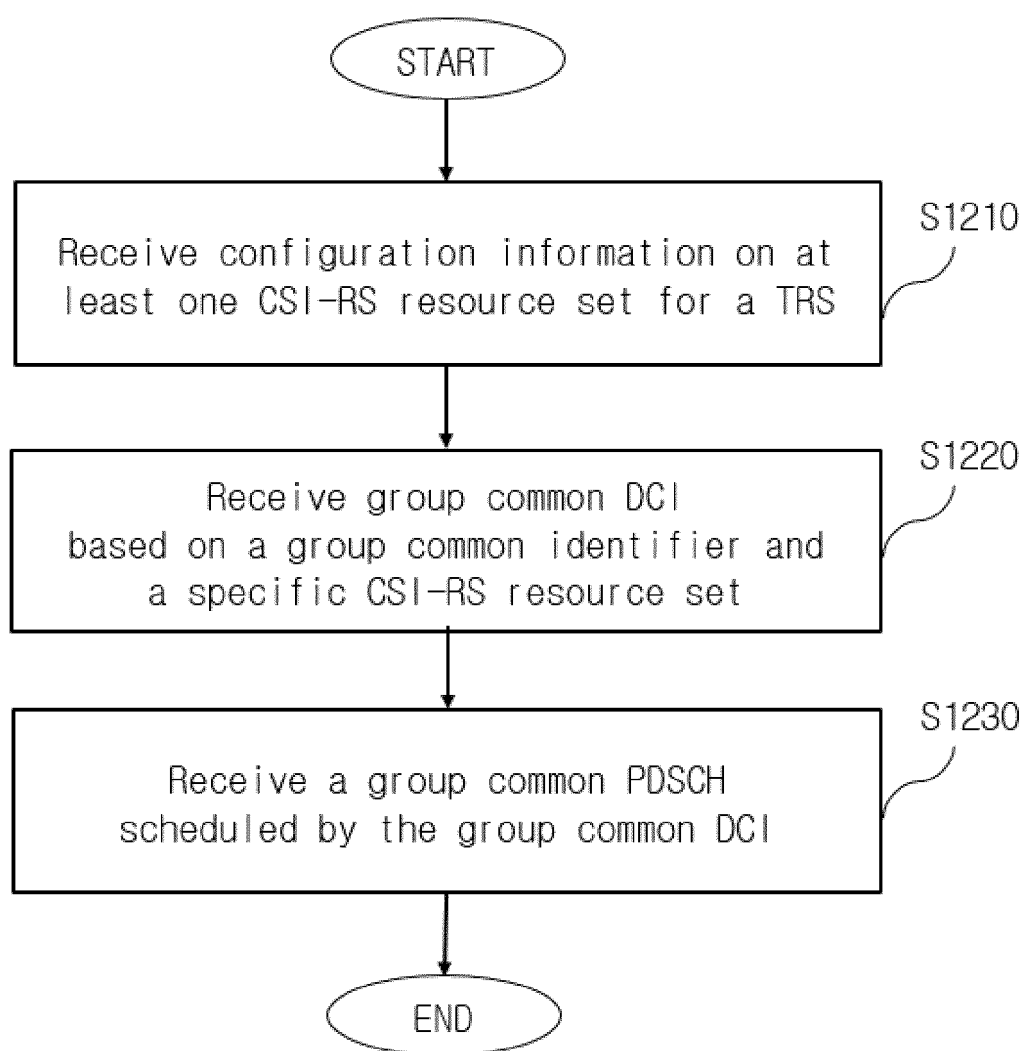 START
Receive configuration information on at
least one CSI-RS resource set for a TRS
S1210
Receive group common DCI
based on a group common identifier and
a specific CSI-RS resource set
S1220
Receive a group common PDSCH
scheduled by the group common DCI
S1230
END